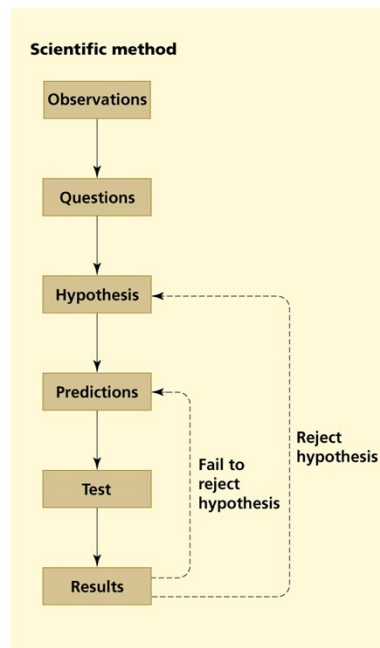 Scientific method
Observations
Questions
Hypothesis
Predictions
Test
Results
Fail to
reject
hypothesis
Reject
hypothesis